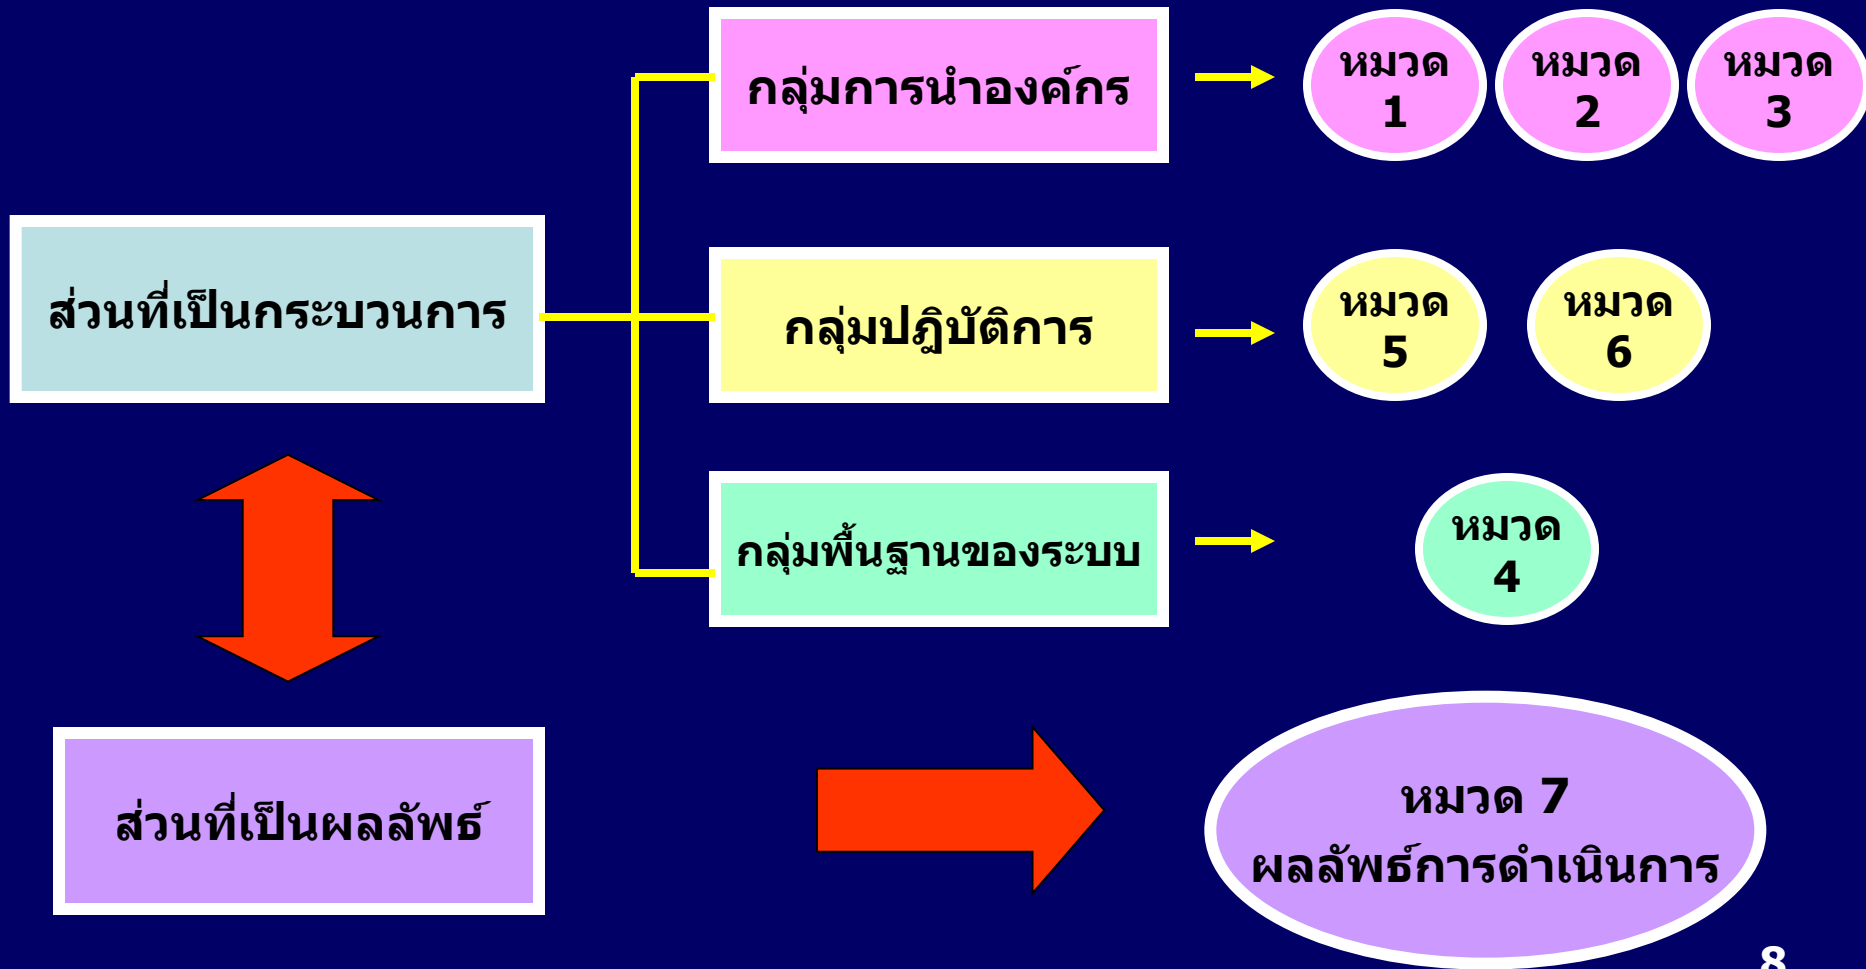 กลุ่มการนำองค์กร
หมวด
1
หมวด
2
หมวด
3
ส่วนที่เป็นกระบวนการ
กลุ่มปฎิบัติการ
หมวด
5
หมวด
6
กลุ่มพื้นฐานของระบบ
หมวด
4
ส่วนที่เป็นผลลัพธ์
หมวด 7
ผลลัพธ์การดำเนินการ
8